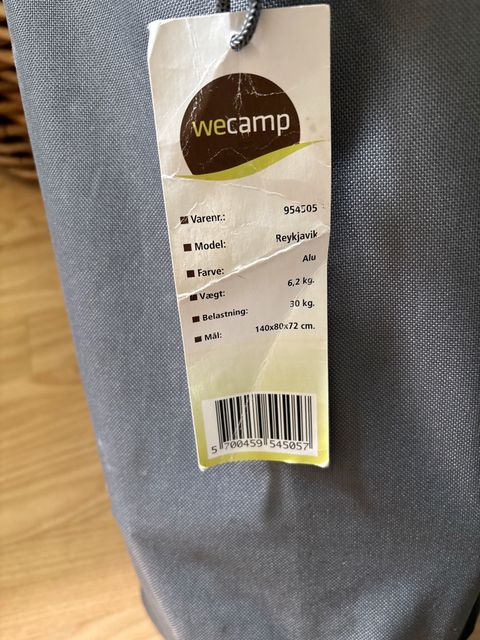 wecamp
Varenr.: 954505
Model: Reykjavik
Farve: Alu
Vægt: 6,2 kg.
Belastning: 30 kg.
Mål: 140x80x72 cm.
5 700459 545057